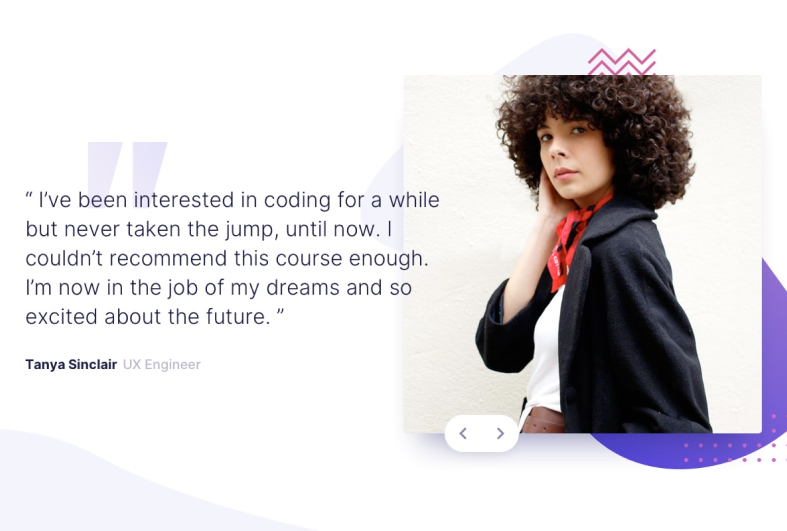 “ I’ve been interested in coding for a while
but never taken the jump, until now. I
couldn’t recommend this course enough.
I’m now in the job of my dreams and so
excited about the future. ”
Tanya Sinclair UX Engineer